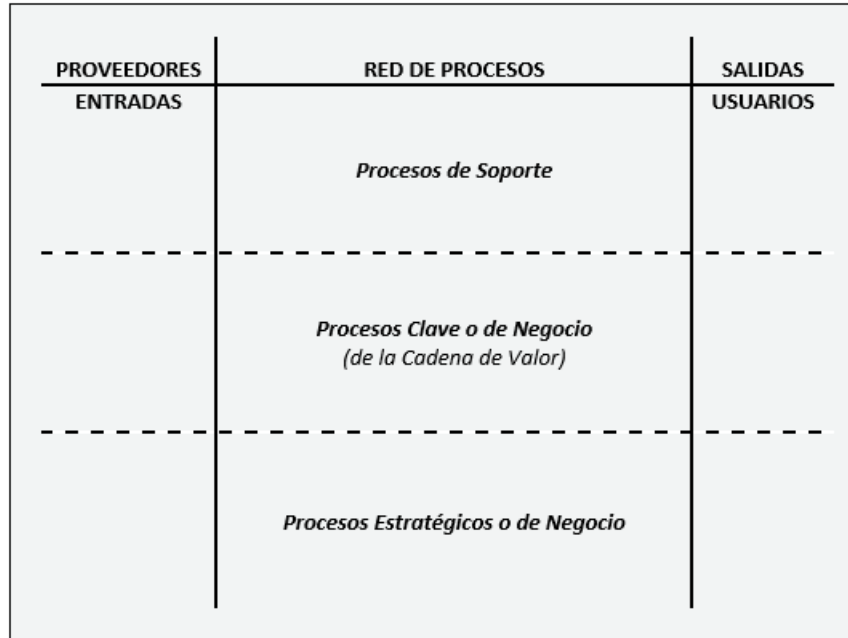 PROVEEDORES
RED DE PROCESOS
SALIDAS
ENTRADAS
USUARIOS
Procesos de Soporte
Procesos Clave o de Negocio
(de la Cadena de Valor)
Procesos Estratégicos o de Negocio